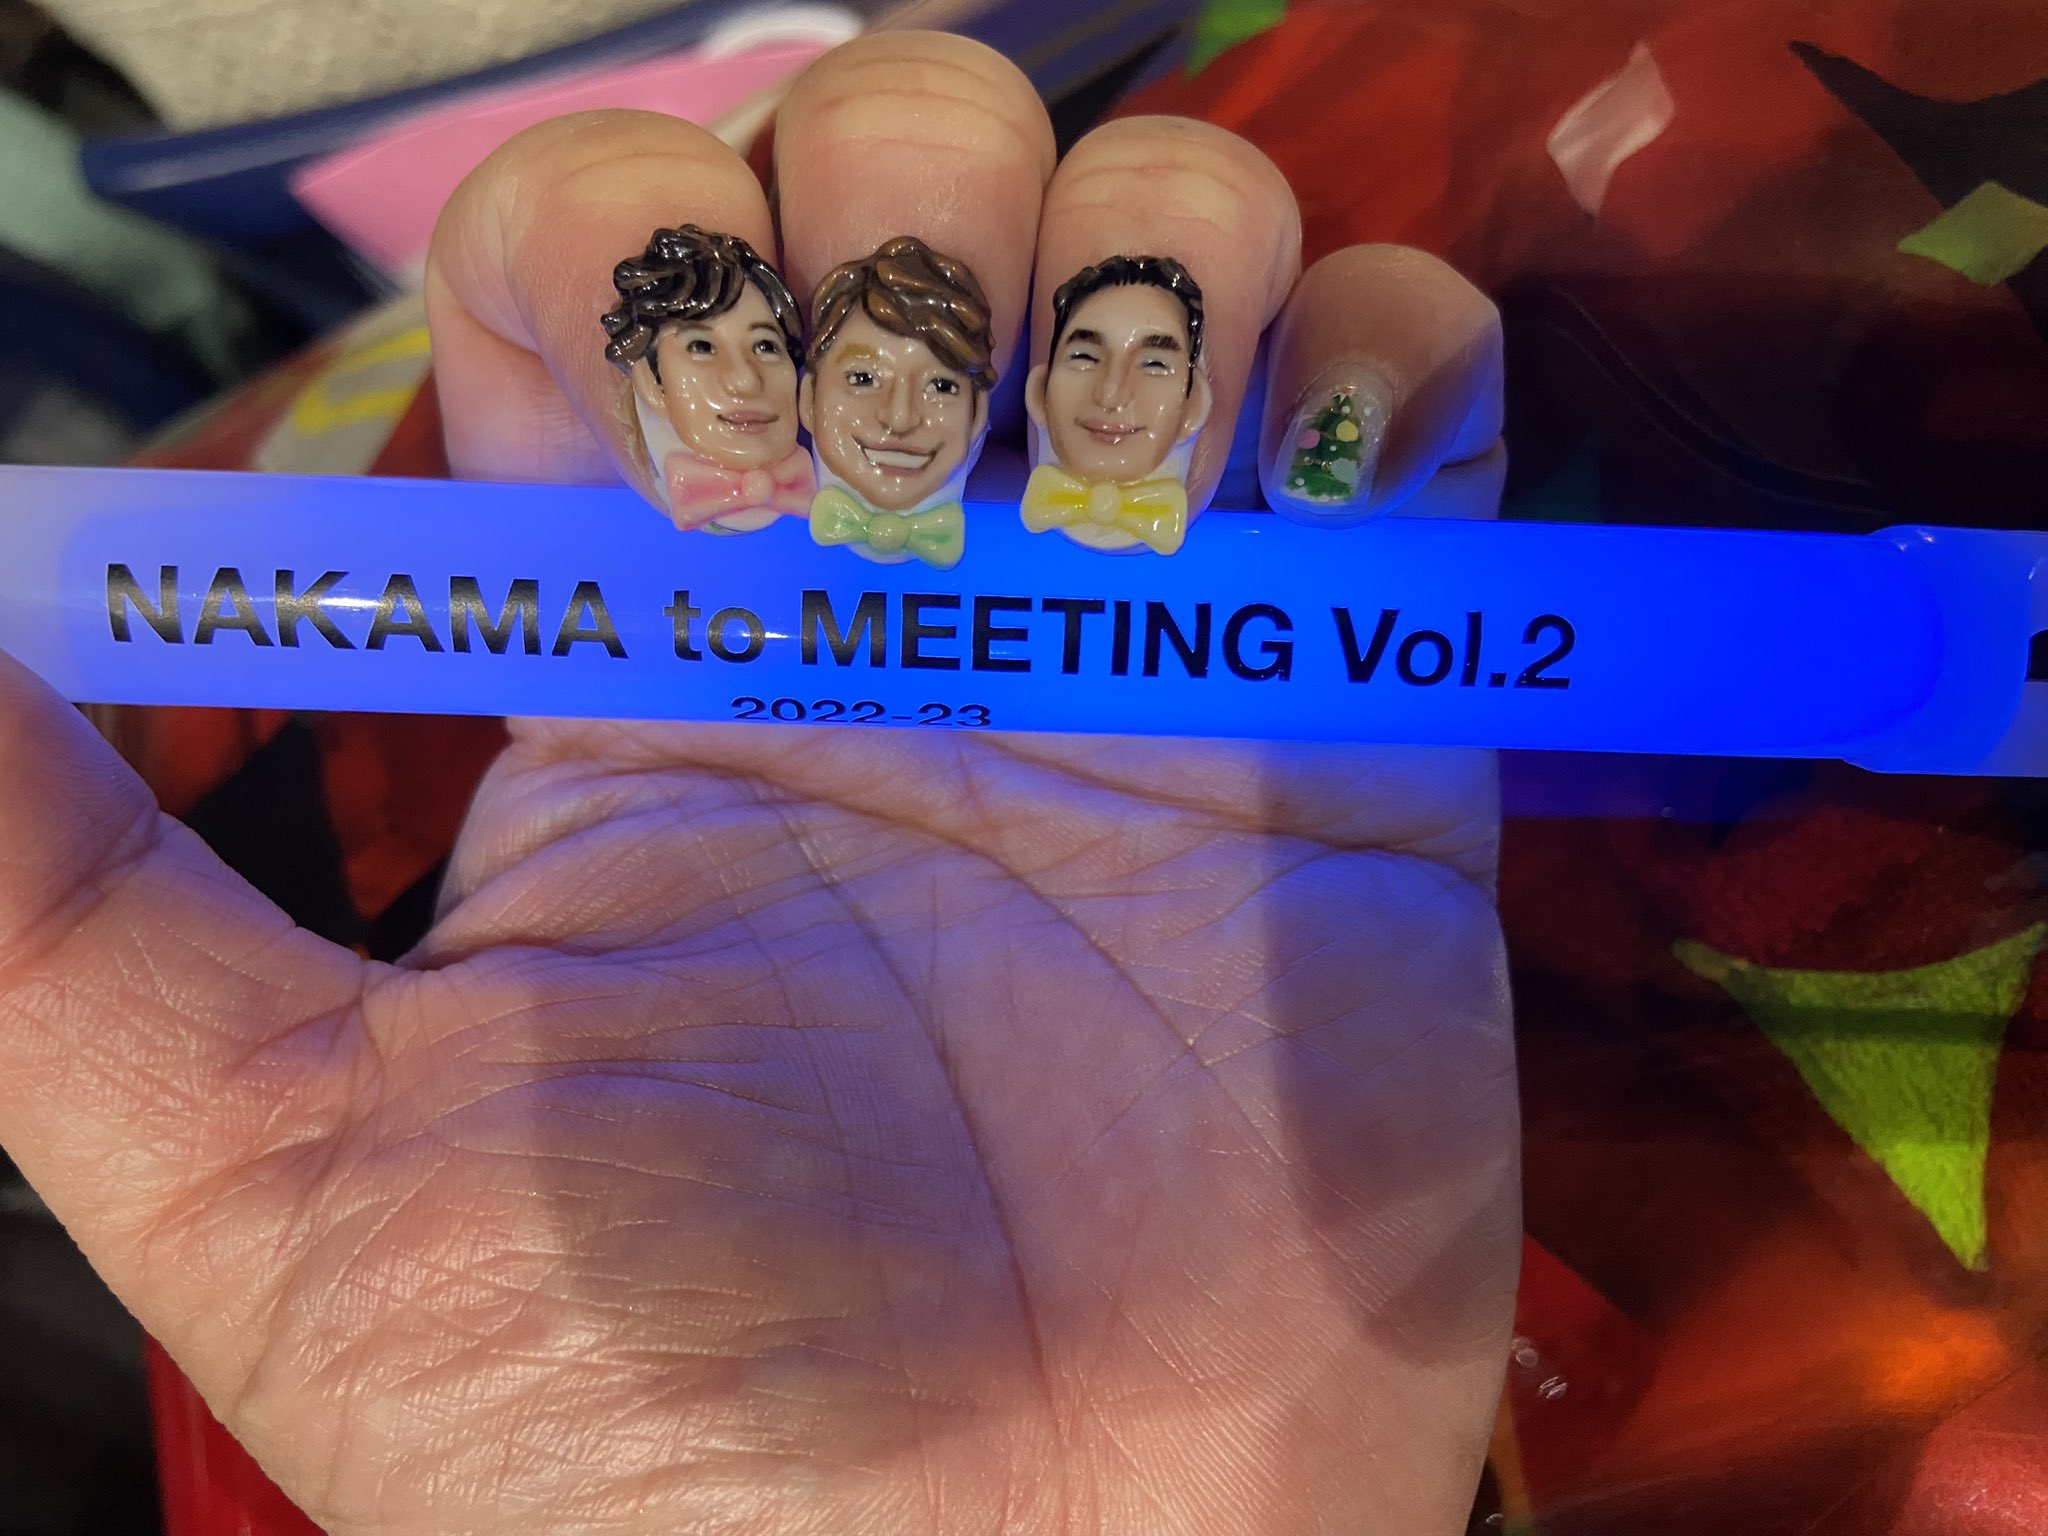 NAKAMA to MEETING Vol.2
2022-23